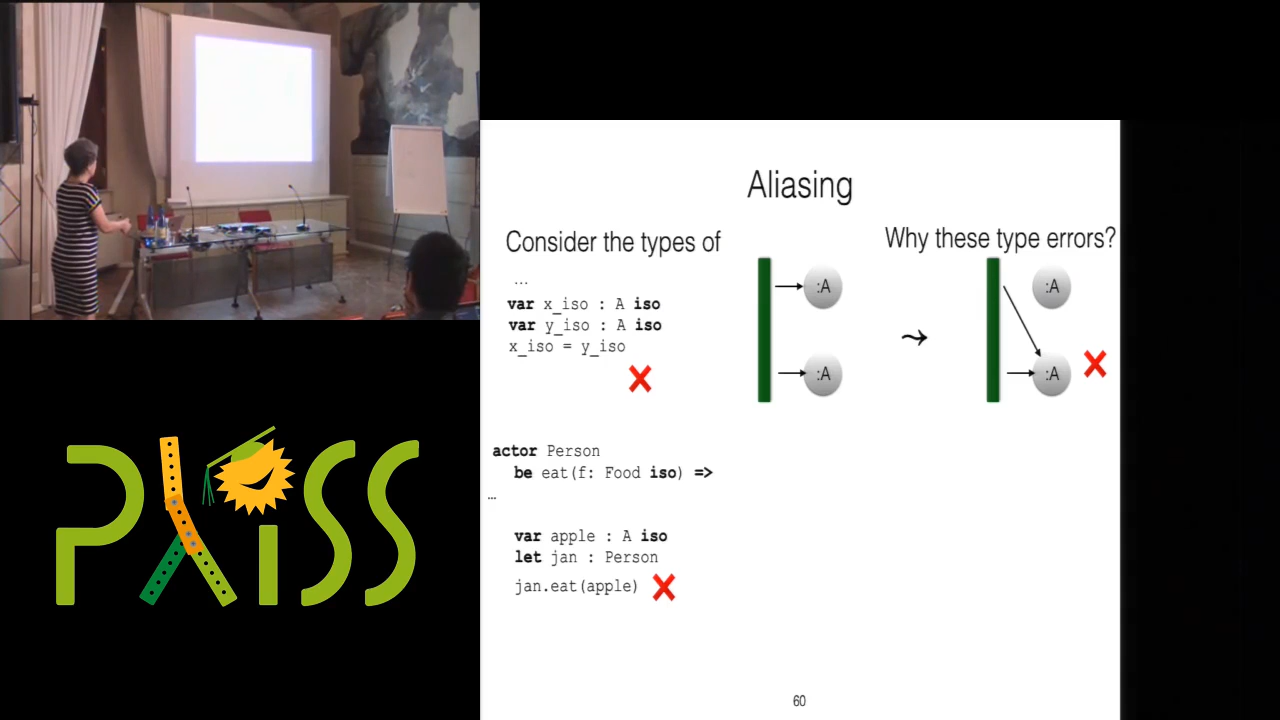 Aliasing
Consider the types of
Why these type errors?
...
var x_iso : A iso
var y_iso : A iso
x_iso = y_iso
:A
:A
:A
:A
actor Person
be eat(f: Food iso) =>
...
var apple : A iso
let jan : Person
jan.eat(apple)
60
PLISS